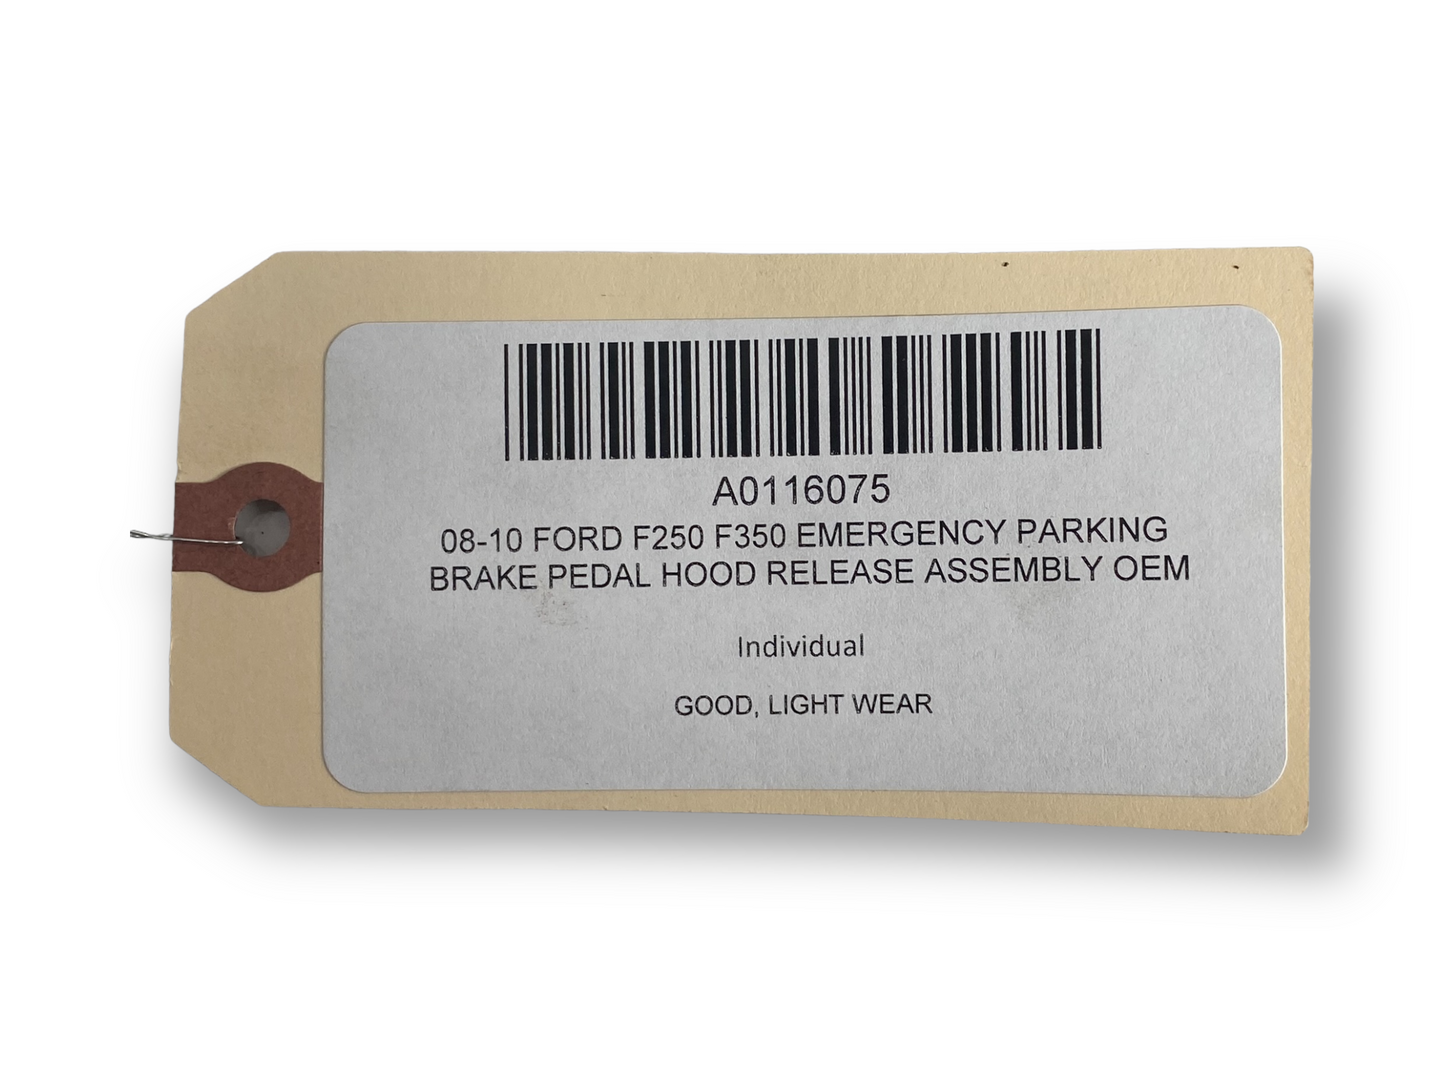 A0116075
08-10 FORD F250 F350 EMERGENCY PARKING
BRAKE PEDAL HOOD RELEASE ASSEMBLY OEM
Individual
GOOD, LIGHT WEAR